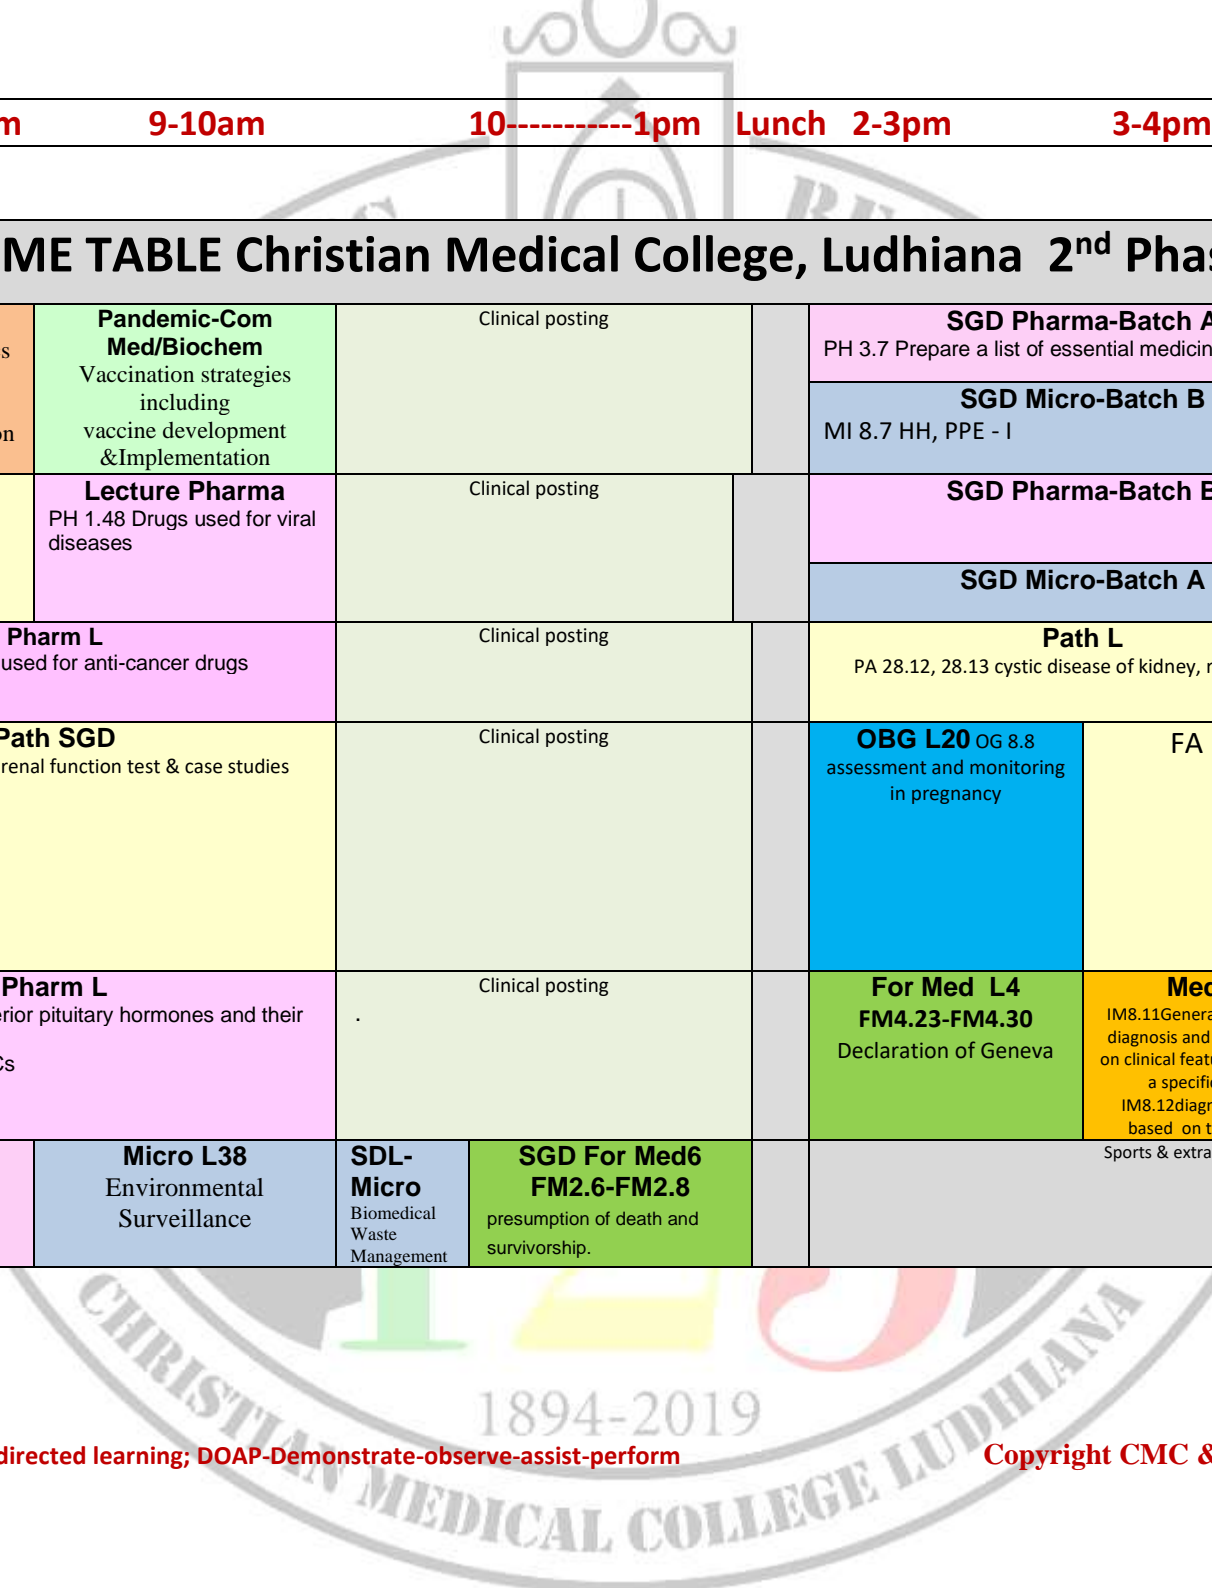 m 9-10am 10-----------1pm Lunch 2-3pm 3-4pm
ME TABLE Christian Medical College, Ludhiana 2nd Phas
s
on
Pandemic-Com
Med/Biochem
Vaccination strategies
including
vaccine development
&Implementation
Clinical posting
SGD Pharma-Batch A
PH 3.7 Prepare a list of essential medicin
SGD Micro-Batch B
MI 8.7 HH, PPE - I
Lecture Pharma
PH 1.48 Drugs used for viral
diseases
Clinical posting
SGD Pharma-Batch B
SGD Micro-Batch A
Pharm L
used for anti-cancer drugs
Clinical posting
Path L
PA 28.12, 28.13 cystic disease of kidney, r
Path SGD
renal function test & case studies
Clinical posting
OBG L20 OG 8.8
assessment and monitoring
in pregnancy
FA
Pharm L
erior pituitary hormones and their
Cs
Clinical posting
.
For Med L4
FM4.23-FM4.30
Declaration of Geneva
Med
IM8.11Genera
diagnosis and
on clinical featu
a specifi
IM8.12diagn
based on t
Micro L38
Environmental
Surveillance
SDL-
Micro
Biomedical
Waste
Management
SGD For Med6
FM2.6-FM2.8
presumption of death and
survivorship.
Sports & extra
125
1894-2019
CHRISTIAN MEDICAL COLLEGE LUDHIANA
directed learning; DOAP-Demonstrate-observe-assist-perform
Copyright CMC &